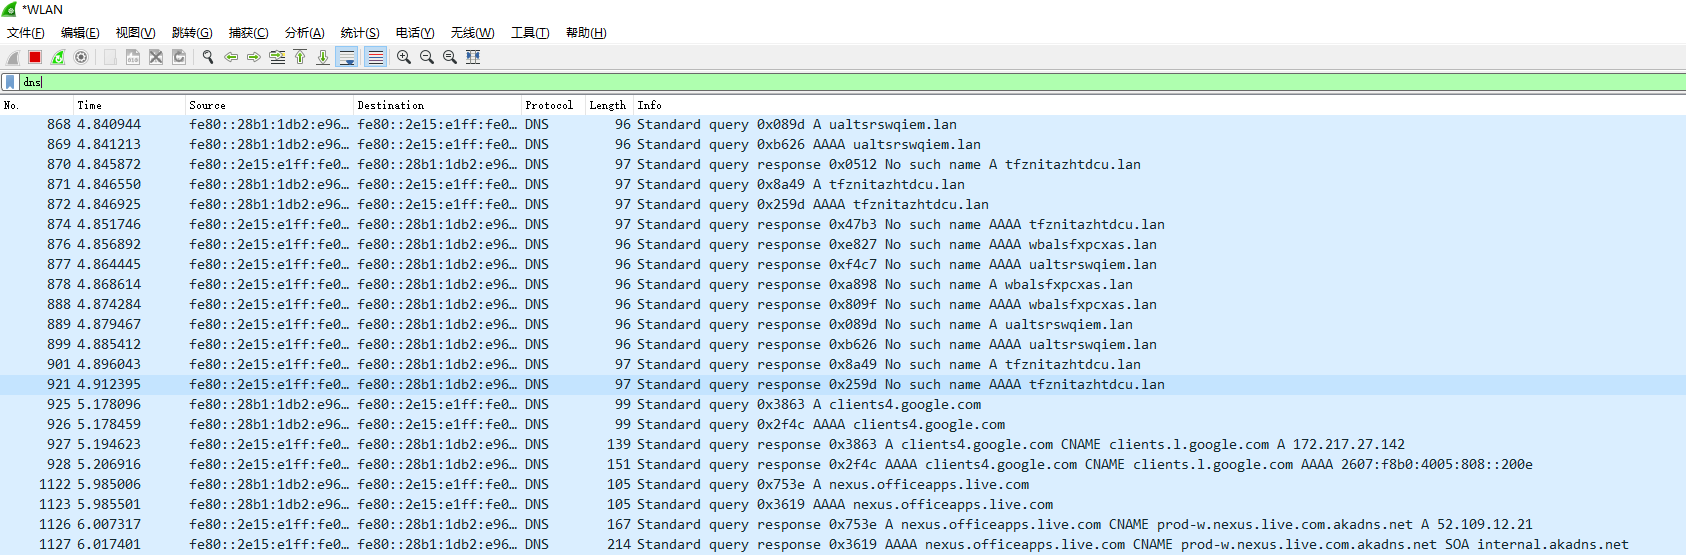 *WLAN
文件(F) 编辑(E) 视图(V) 跳转(G) 捕获(C) 分析(A) 统计(S) 电话(Y) 无线(W) 工具(T) 帮助(H)
dns
No. Time Source Destination Protocol Length Info
868 4.840944 fe80::28b1:1db2:e96… fe80::2e15:e1ff:fe0… DNS 96 Standard query 0x089d A ualtsrswqiem.lan
869 4.841213 fe80::28b1:1db2:e96… fe80::2e15:e1ff:fe0… DNS 96 Standard query 0xb626 AAAA ualtsrswqiem.lan
870 4.845872 fe80::2e15:e1ff:fe0… fe80::28b1:1db2:e96… DNS 97 Standard query response 0x0512 No such name A tfznitazhtdcu.lan
871 4.846550 fe80::28b1:1db2:e96… fe80::2e15:e1ff:fe0… DNS 97 Standard query 0x8a49 A tfznitazhtdcu.lan
872 4.846925 fe80::28b1:1db2:e96… fe80::2e15:e1ff:fe0… DNS 97 Standard query 0x259d AAAA tfznitazhtdcu.lan
874 4.851746 fe80::2e15:e1ff:fe0… fe80::28b1:1db2:e96… DNS 97 Standard query response 0x47b3 No such name AAAA tfznitazhtdcu.lan
876 4.856892 fe80::2e15:e1ff:fe0… fe80::28b1:1db2:e96… DNS 96 Standard query response 0xe827 No such name AAAA wbalsfxpcxas.lan
877 4.864445 fe80::2e15:e1ff:fe0… fe80::28b1:1db2:e96… DNS 96 Standard query response 0xf4c7 No such name AAAA ualtsrswqiem.lan
878 4.868614 fe80::2e15:e1ff:fe0… fe80::28b1:1db2:e96… DNS 96 Standard query response 0xa898 No such name A wbalsfxpcxas.lan
888 4.874284 fe80::2e15:e1ff:fe0… fe80::28b1:1db2:e96… DNS 96 Standard query response 0x809f No such name AAAA wbalsfxpcxas.lan
889 4.879467 fe80::2e15:e1ff:fe0… fe80::28b1:1db2:e96… DNS 96 Standard query response 0x089d No such name A ualtsrswqiem.lan
899 4.885412 fe80::2e15:e1ff:fe0… fe80::28b1:1db2:e96… DNS 96 Standard query response 0xb626 No such name AAAA ualtsrswqiem.lan
901 4.896043 fe80::2e15:e1ff:fe0… fe80::28b1:1db2:e96… DNS 97 Standard query response 0x8a49 No such name A tfznitazhtdcu.lan
921 4.912395 fe80::2e15:e1ff:fe0… fe80::28b1:1db2:e96… DNS 97 Standard query response 0x259d No such name AAAA tfznitazhtdcu.lan
925 5.178096 fe80::28b1:1db2:e96… fe80::2e15:e1ff:fe0… DNS 99 Standard query 0x3863 A clients4.google.com
926 5.178459 fe80::28b1:1db2:e96… fe80::2e15:e1ff:fe0… DNS 99 Standard query 0x2f4c AAAA clients4.google.com
927 5.194623 fe80::2e15:e1ff:fe0… fe80::28b1:1db2:e96… DNS 139 Standard query response 0x3863 A clients4.google.com CNAME clients.l.google.com A 172.217.27.142
928 5.206916 fe80::2e15:e1ff:fe0… fe80::28b1:1db2:e96… DNS 151 Standard query response 0x2f4c AAAA clients4.google.com CNAME clients.l.google.com AAAA 2607:f8b0:4005:808::200e
1122 5.985006 fe80::28b1:1db2:e96… fe80::2e15:e1ff:fe0… DNS 105 Standard query 0x753e A nexus.officeapps.live.com
1123 5.985501 fe80::28b1:1db2:e96… fe80::2e15:e1ff:fe0… DNS 105 Standard query 0x3619 AAAA nexus.officeapps.live.com
1126 6.007317 fe80::2e15:e1ff:fe0… fe80::28b1:1db2:e96… DNS 167 Standard query response 0x753e A nexus.officeapps.live.com CNAME prod-w.nexus.live.com.akadns.net A 52.109.12.21
1127 6.017401 fe80::2e15:e1ff:fe0… fe80::28b1:1db2:e96… DNS 214 Standard query response 0x3619 AAAA nexus.officeapps.live.com CNAME prod-w.nexus.live.com.akadns.net SOA internal.akadns.net